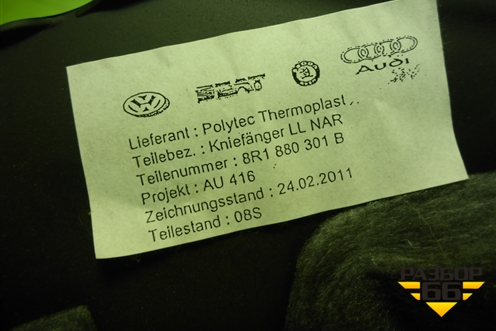 SEAT
Audi
Lieferant : Polytec Thermoplast
Teilebez. : Kniefänger LL NAR
Teilenummer : 8R1 880 301 B
Projekt : AU 416
Zeichnungsstand : 24.02.2011
Teilestand : 08S
РАЗБОР
66